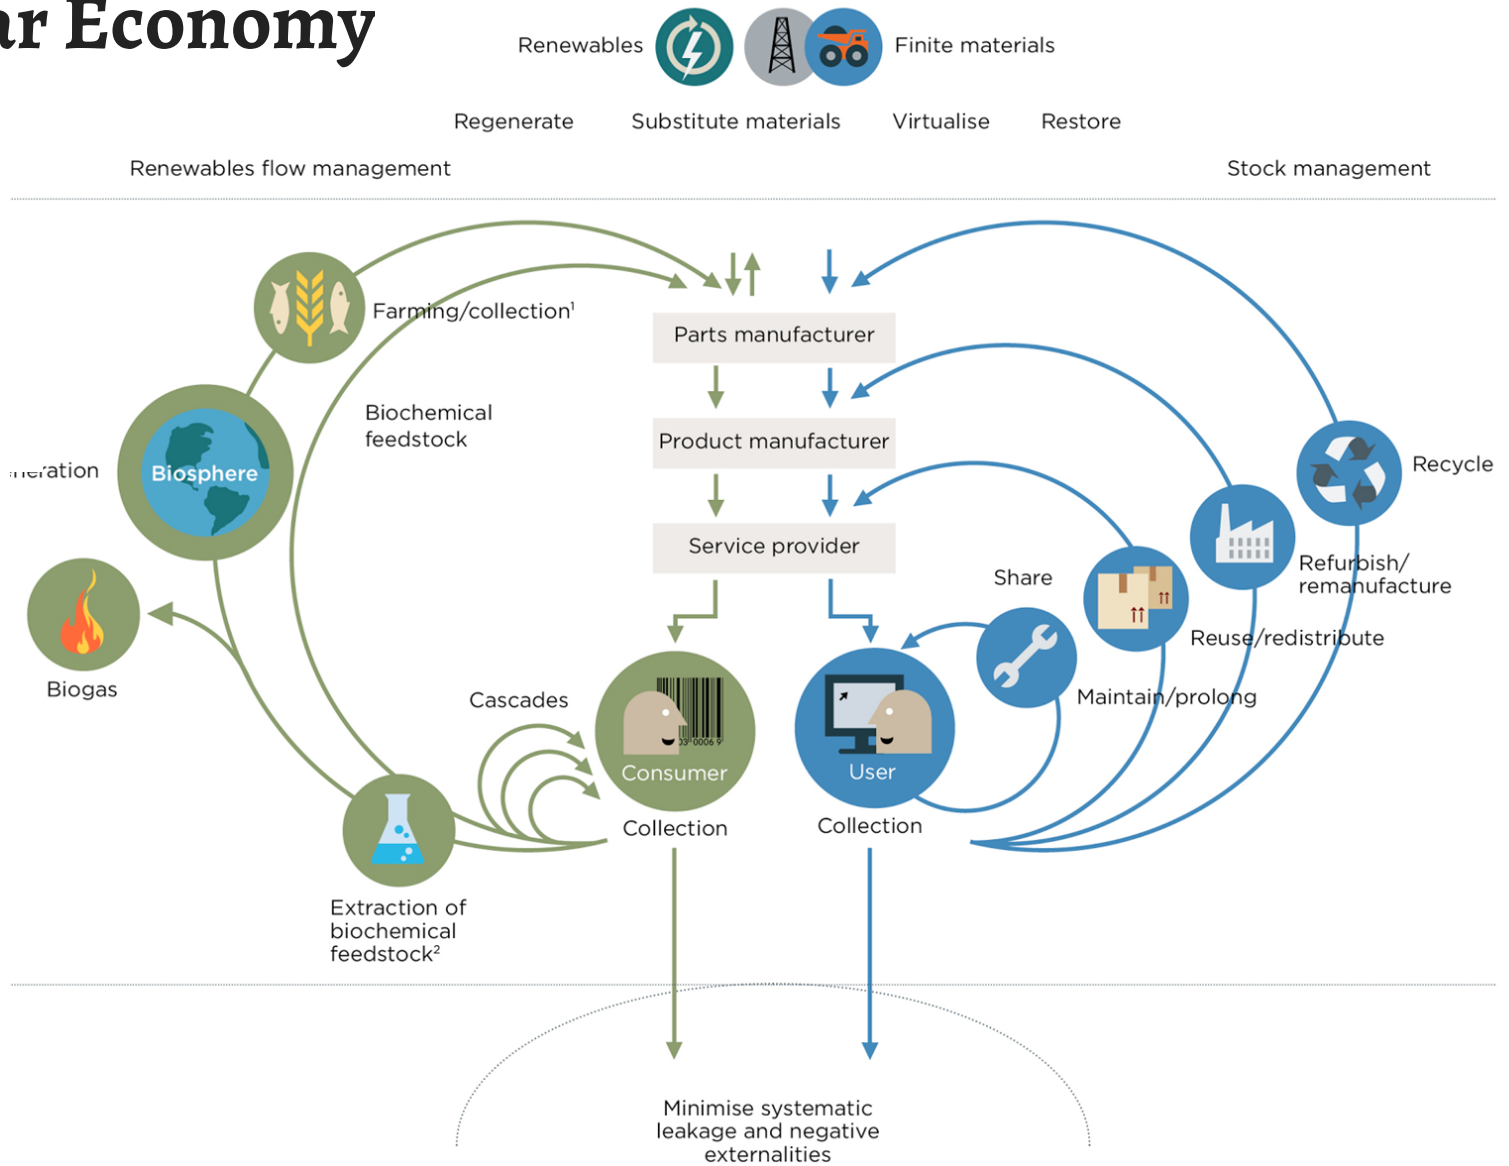 ar Economy
Renewables
Finite materials
Regenerate
Substitute materials
Virtualise
Restore
Renewables flow management
Stock management
Farming/collection¹
Parts manufacturer
Biochemical
feedstock
Product manufacturer
Biosphere
Recycle
Service provider
Share
Refurbish/
remanufacture
Reuse/redistribute
Biogas
Cascades
Maintain/prolong
Consumer
User
Collection
Collection
Extraction of
biochemical
feedstock²
Minimise systematic
leakage and negative
externalities